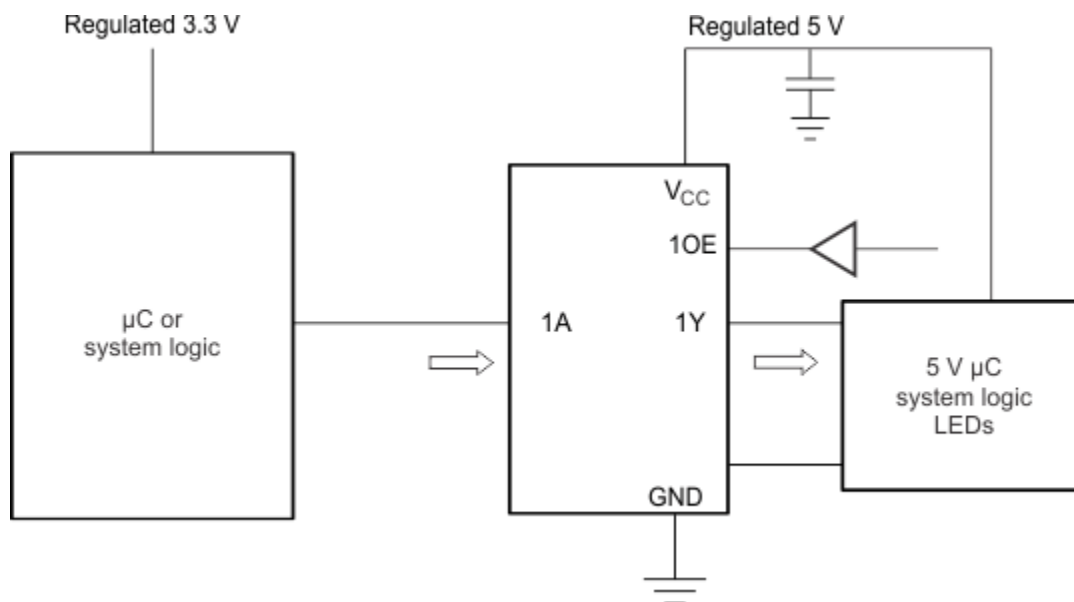 Regulated 3.3 V
Regulated 5 V
VCC
1OE
µC or
system logic
1A
1Y
5 V µC
system logic
LEDs
GND